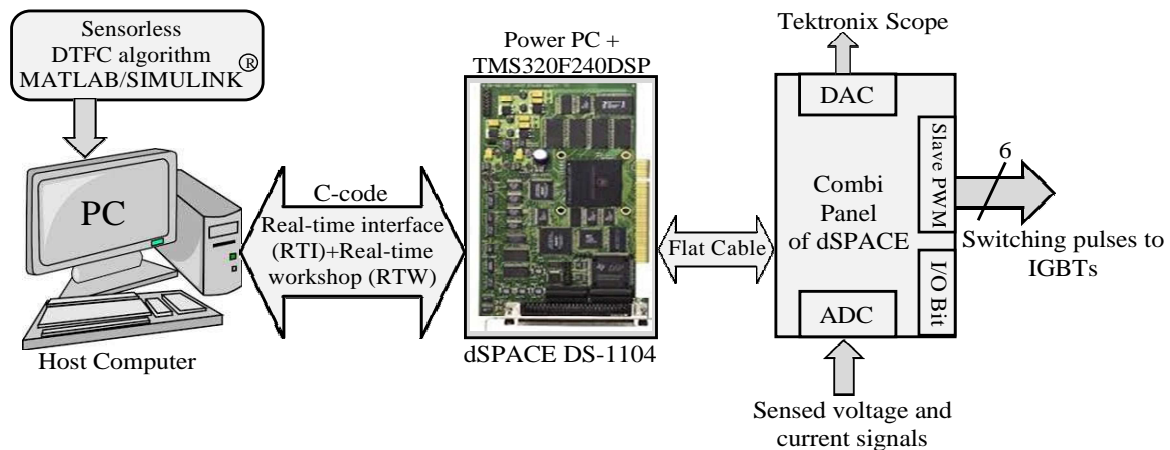 Sensorless
DTFC algorithm
MATLAB/SIMULINK®
PC
Host Computer
C-code
Real-time interface
(RTI)+Real-time
workshop (RTW)
Power PC +
TMS320F240DSP
dSPACE DS-1104
Flat Cable
Tektronix Scope
DAC
Combi
Panel
of dSPACE
Slave PWM
I/O Bit
ADC
6
Switching pulses to
IGBTs
Sensed voltage and
current signals